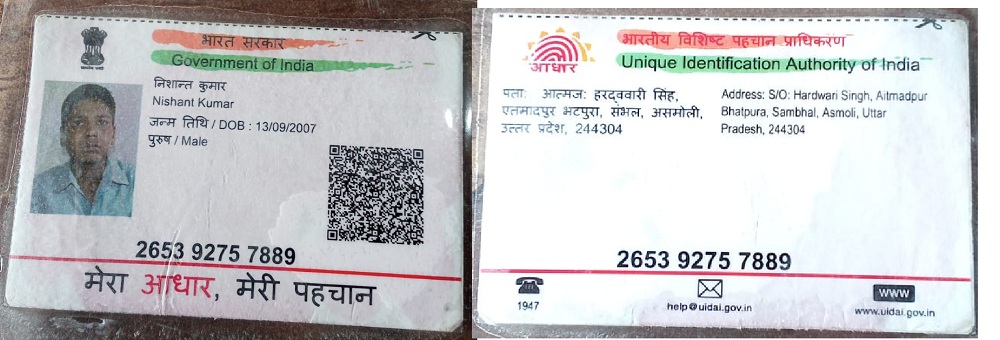 भारत सरकार
Government of India
निशान्त कुमार
Nishant Kumar
जन्म तिथि / DOB : 13/09/2007
पुरुष / Male
2653 9275 7889
मेरा आधार, मेरी पहचान
भारतीय विशिष्ट पहचान प्राधिकरण
Unique Identification Authority of India
आधार
पता: आत्मज: हरद्ववारी सिंह,
एतमादपुर भटपुरा, संभल, असमोली,
उत्तर प्रदेश, 244304
Address: S/O: Hardwari Singh, Aitmadpur
Bhatpura, Sambhal, Asmoli, Uttar
Pradesh, 244304
2653 9275 7889
1947
help@uidai.gov.in
www
www.uidai.gov.in